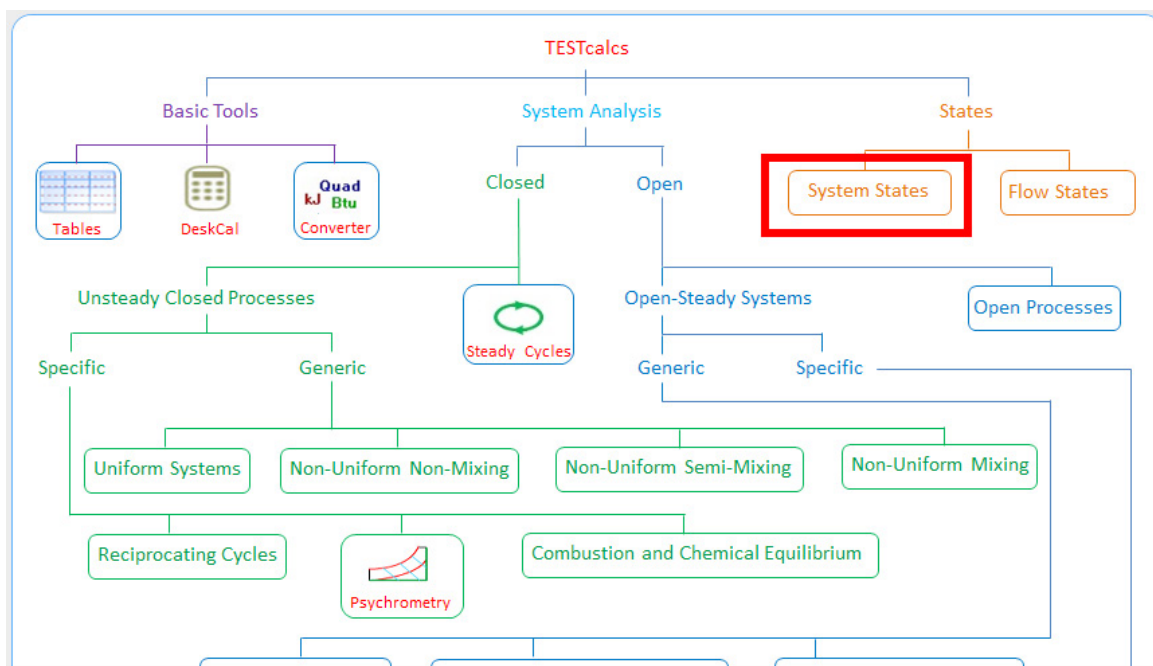 TESTcalcs
Basic Tools
System Analysis
States
Closed
Open
System States
Flow States
Quad
kJ Btu
Tables
DeskCal
Converter
Unsteady Closed Processes
Open-Steady Systems
Open Processes
Steady Cycles
Specific
Generic
Generic
Specific
Uniform Systems
Non-Uniform Non-Mixing
Non-Uniform Semi-Mixing
Non-Uniform Mixing
Reciprocating Cycles
Combustion and Chemical Equilibrium
Psychrometry